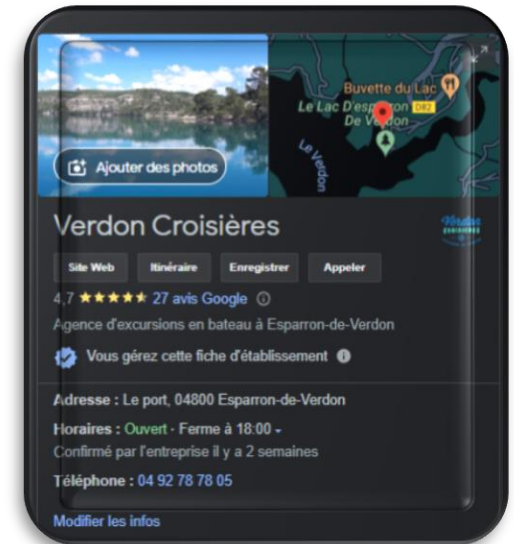 Buvette du Lac
Le Lac D'esparron
De Verdon
D82
Le Verdon
Ajouter des photos
Verdon Croisières
Verdon
CROISIERES
Site Web Itinéraire Enregistrer Appeler
4,7 27 avis Google
Agence d'excursions en bateau à Esparron-de-Verdon
Vous gérez cette fiche d'établissement
Adresse : Le port, 04800 Esparron-de-Verdon
Horaires : Ouvert · Ferme à 18:00
Confirmé par l'entreprise il y a 2 semaines
Téléphone : 04 92 78 78 05
Modifier les infos